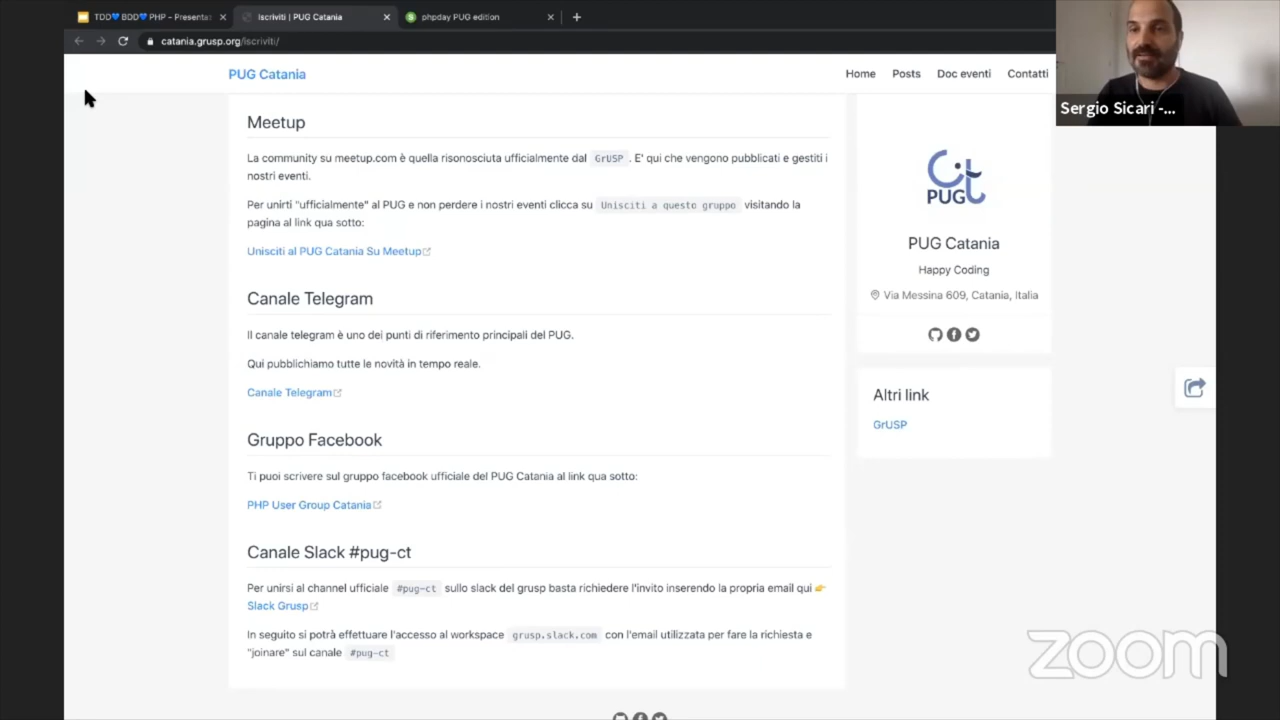 TDD💙 BDD💙 PHP - Presenta
Iscriviti | PUG Catania
phpday PUG edition
catania.grusp.org/iscriviti/
PUG Catania
Home
Posts
Doc eventi
Contatti
Sergio Sicari -...
Meetup
La community su meetup.com è quella risonosciuta ufficialmente dal GrUSP . E' qui che vengono pubblicati e gestiti i
nostri eventi.
Per unirti "ufficialmente" al PUG e non perdere i nostri eventi clicca su Unisciti a questo gruppo visitando la
pagina al link qua sotto:
Unisciti al PUG Catania Su Meetup
Canale Telegram
Il canale telegram è uno dei punti di riferimento principali del PUG.
Qui pubblichiamo tutte le novità in tempo reale.
Canale Telegram
Gruppo Facebook
Ti puoi scrivere sul gruppo facebook ufficiale del PUG Catania al link qua sotto:
PHP User Group Catania
Canale Slack #pug-ct
Per unirsi al channel ufficiale #pug-ct sullo slack del grusp basta richiedere l'invito inserendo la propria email qui 👉
Slack Grusp
In seguito si potrà effettuare l'accesso al workspace grusp.slack.com con l'email utilizzata per fare la richiesta e
"joinare" sul canale #pug-ct
Ct
PUG
PUG Catania
Happy Coding
Via Messina 609, Catania, Italia
Altri link
GrUSP
zoom